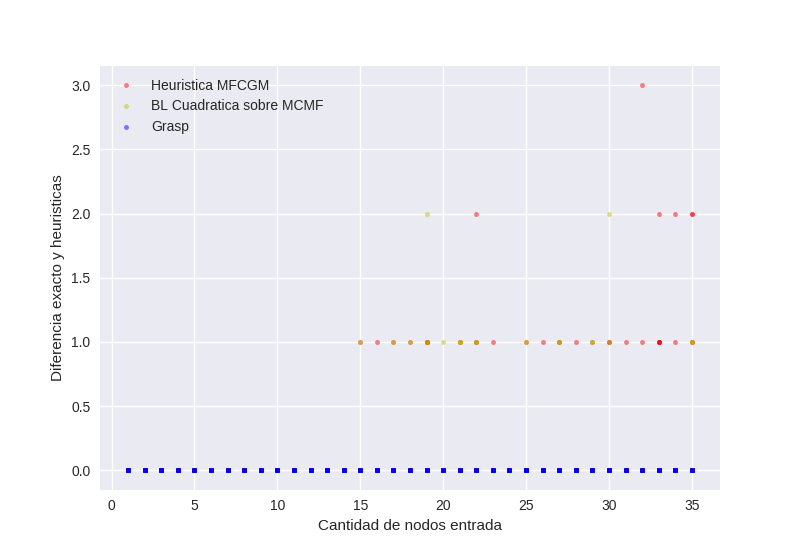 3.0
2.5
2.0
1.5
1.0
0.5
0.0
Diferencia exacto y heuristicas
Heuristica MFCGM
BL Cuadratica sobre MCMF
Grasp
0 5 10 15 20 25 30 35
Cantidad de nodos entrada